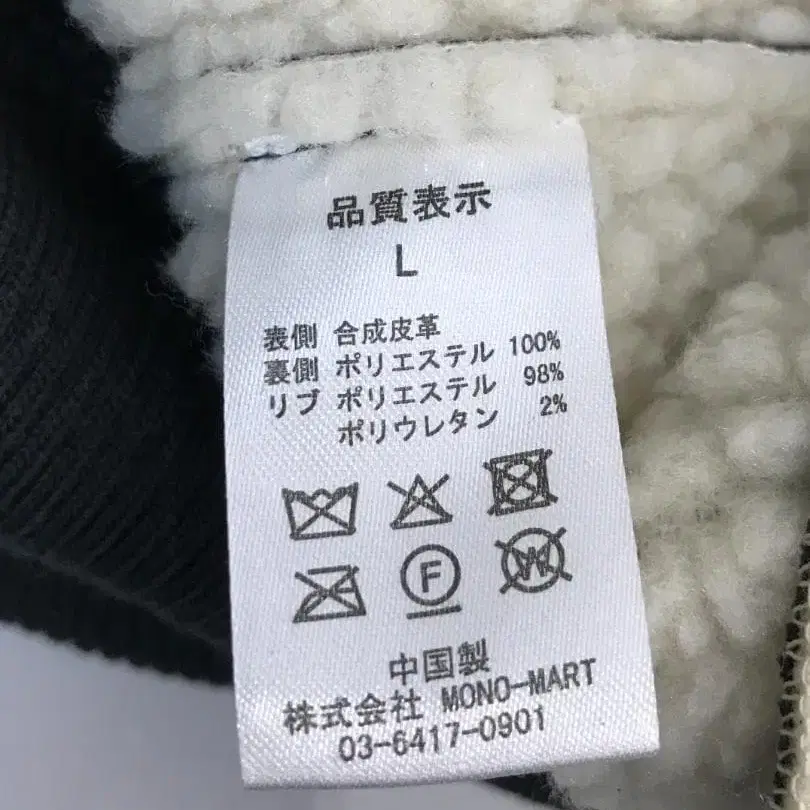 品質表示
L
表側 合成皮革
裏側 ポリエステル 100%
リブ ポリエステル 98%
ポリウレタン 2%
F
W
中国製
株式会社 MONO-MART
03-6417-0901